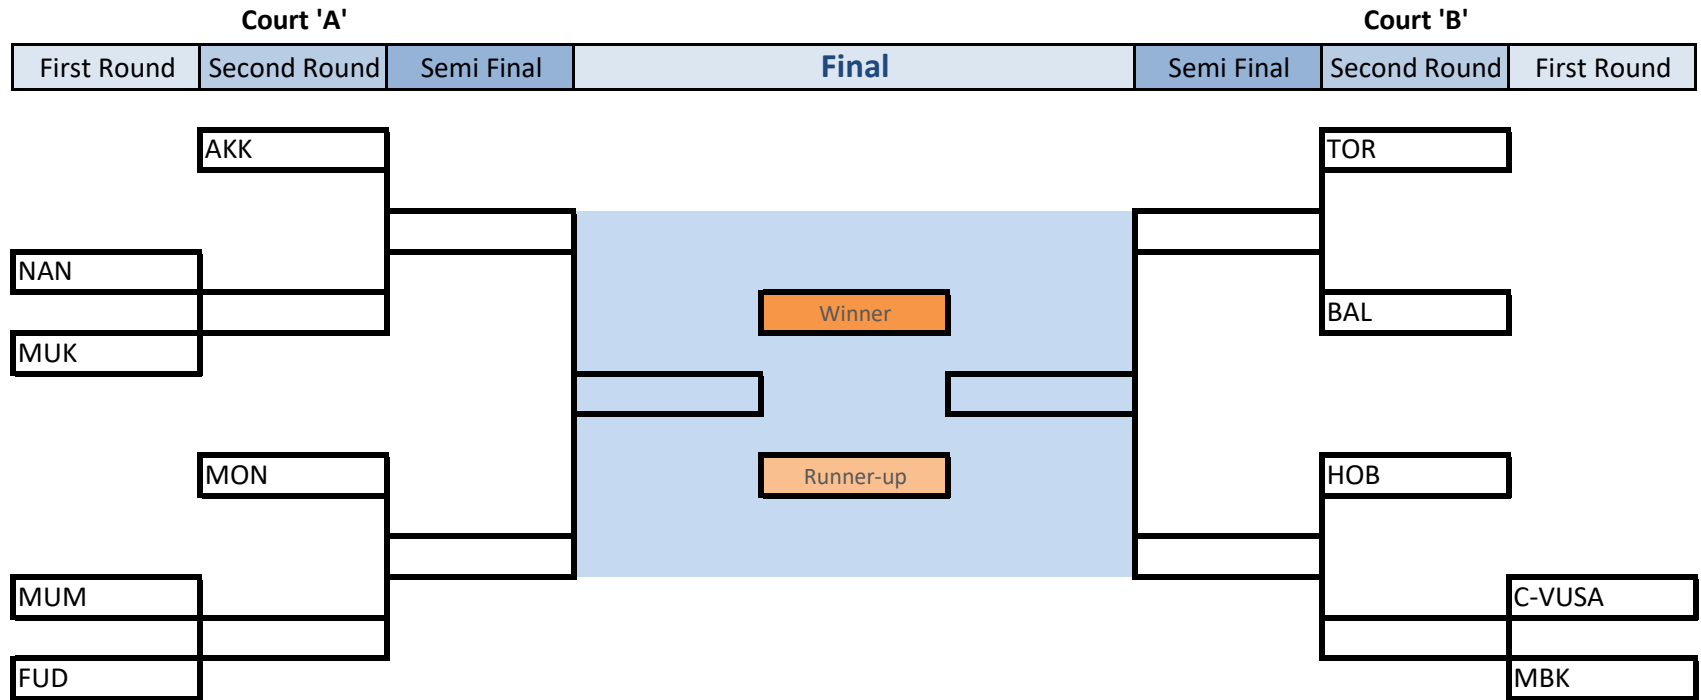 Court 'A' Court 'B'
First Round Second Round Semi Final Final Semi Final Second Round First Round
AKK TOR
NAN
Winner BAL
MUK
MON Runner-up HOB
MUM C-VUSA
FUD MBK